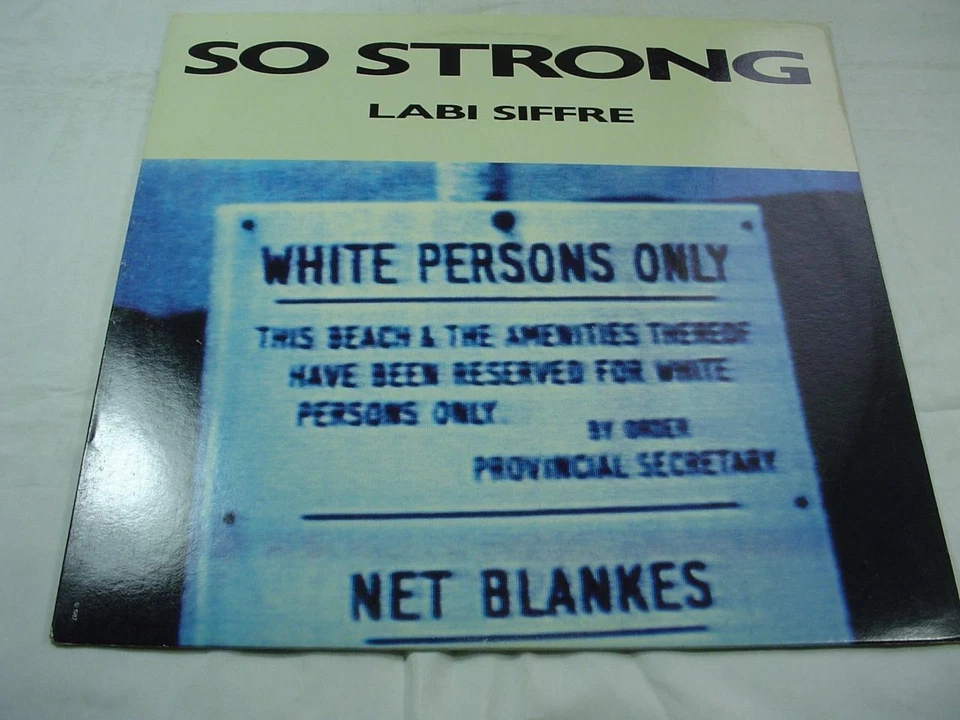 SO STRONG
LABI SIFFRE
WHITE PERSONS ONLY
THIS BEACH & THE AMENITIES THEREOF
HAVE BEEN RESERVED FOR WHITE
PERSONS ONLY.
BY ORDER
PROVINCIAL SECRETARY
NET BLANKES